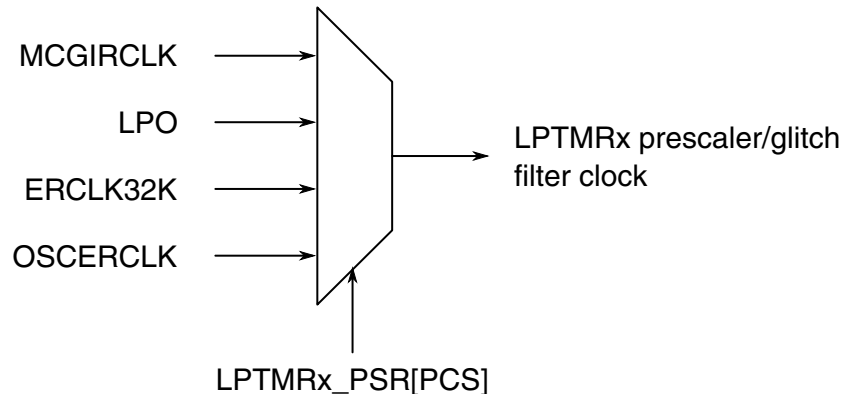 MCGIRCLK
LPO
ERCLK32K
OSCERCLK
LPTMRx prescaler/glitch
filter clock
LPTMRx_PSR[PCS]